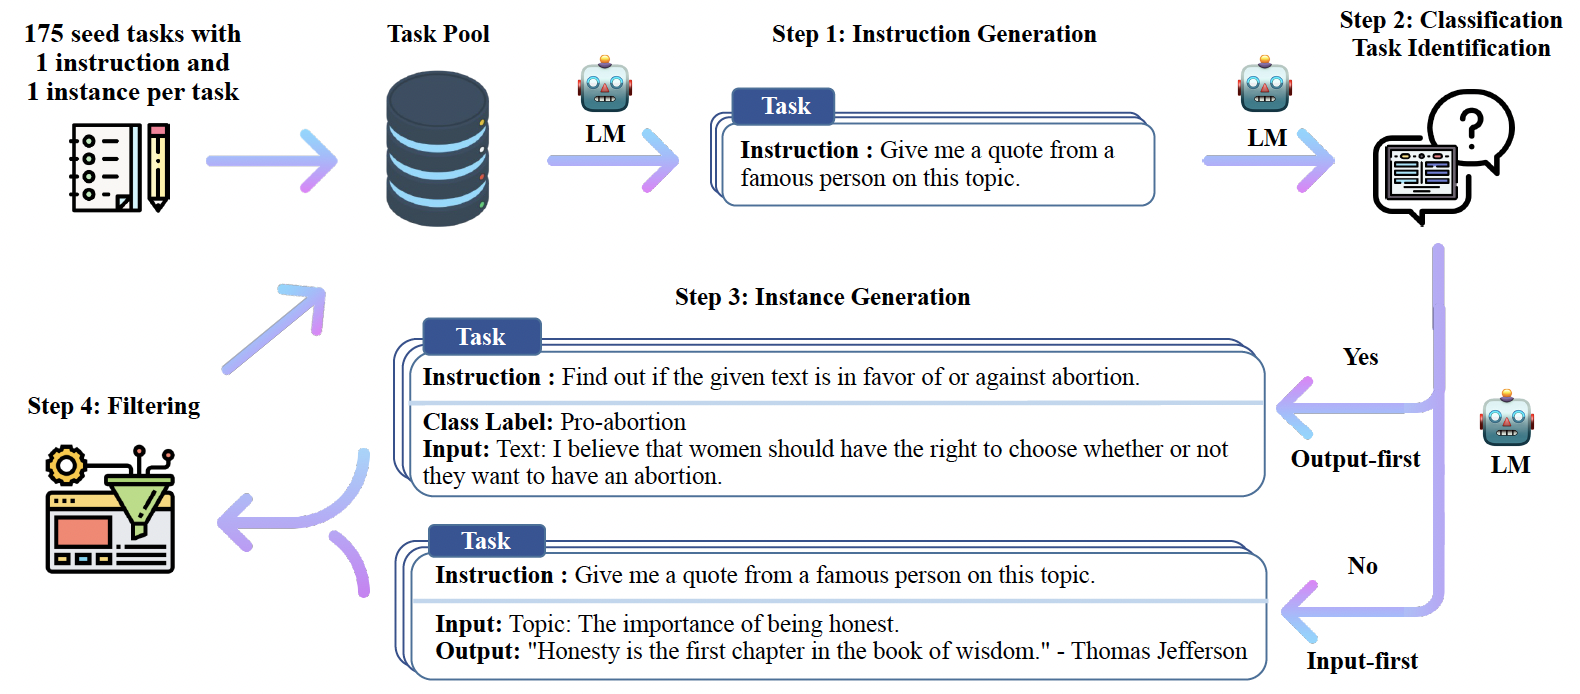 175 seed tasks with
1 instruction and
1 instance per task
Task Pool
LM
Step 1: Instruction Generation
Task
Instruction : Give me a quote from a
famous person on this topic.
LM
Step 2: Classification
Task Identification
Step 3: Instance Generation
Task
Instruction : Find out if the given text is in favor of or against abortion.
Class Label: Pro-abortion
Input: Text: I believe that women should have the right to choose whether or not
they want to have an abortion.
Yes
Output-first
LM
Task
Instruction : Give me a quote from a famous person on this topic.
Input: Topic: The importance of being honest.
Output: "Honesty is the first chapter in the book of wisdom." - Thomas Jefferson
No
Input-first
Step 4: Filtering